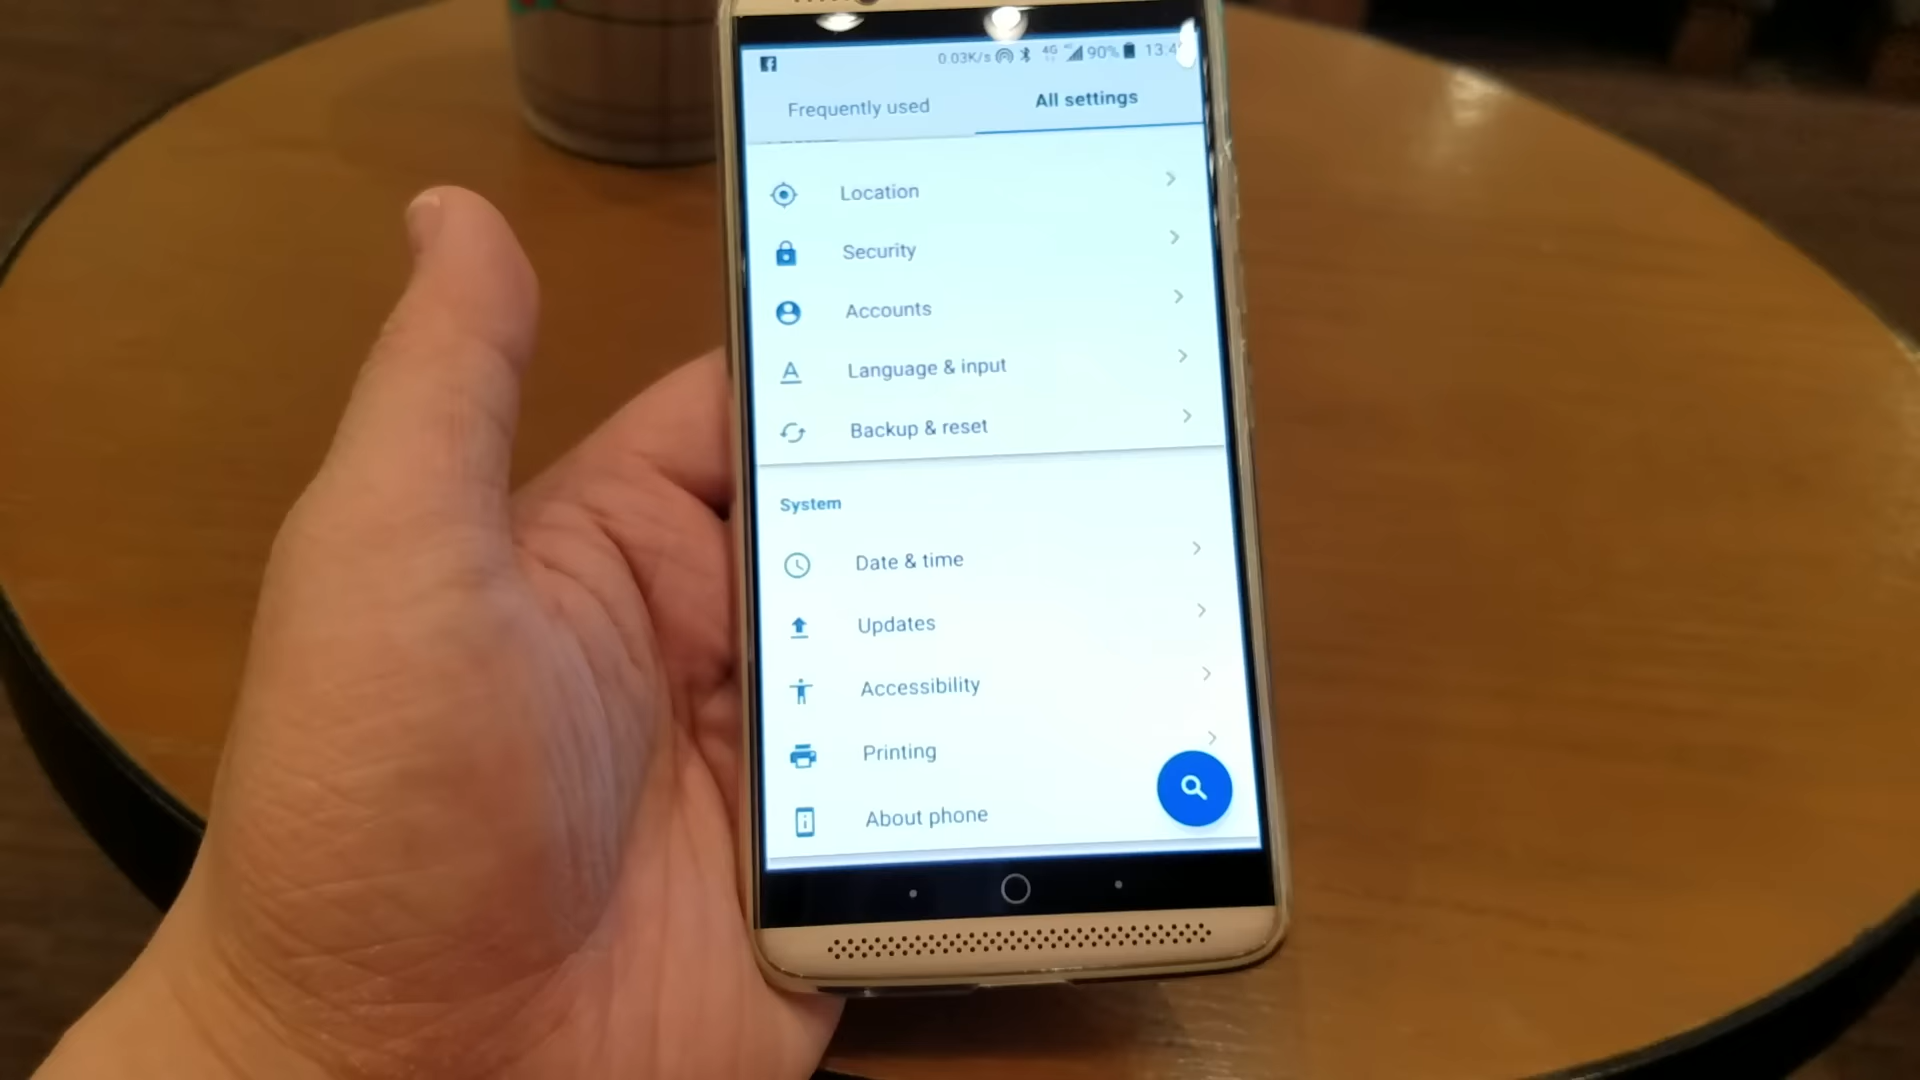 0.03K/s 4G 90% 13:4
Frequently used
All settings
Location
Security
Accounts
Language & input
Backup & reset
System
Date & time
Updates
Accessibility
Printing
About phone